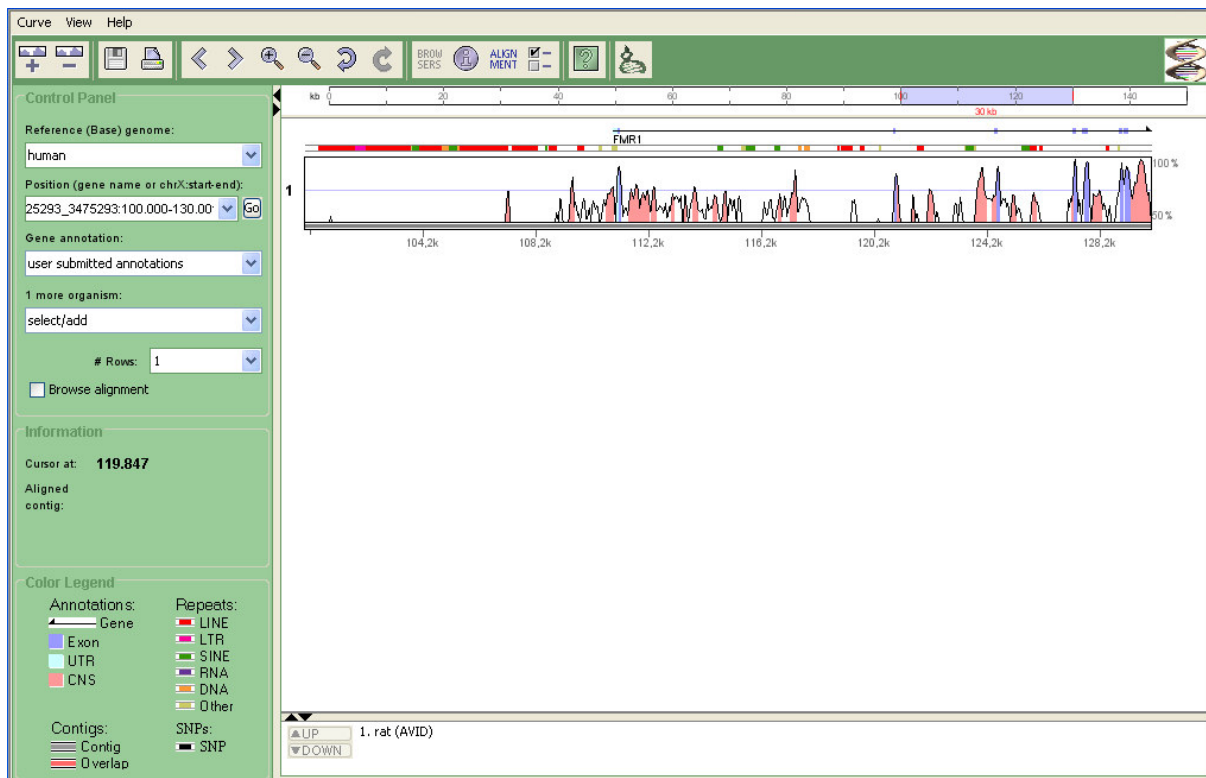 Curve View Help
BROW SERS
ALIGN MENT
Control Panel
Reference (Base) genome:
human
Position (gene name or chrX:start-end):
25293_3475293:100.000-130.00
Go
Gene annotation:
user submitted annotations
1 more organism:
select/add
# Rows: 1
Browse alignment
Information
Cursor at: 119.847
Aligned
contig:
Color Legend
Annotations:
Gene
Exon
UTR
CNS
Repeats:
LINE
LTR
SINE
RNA
DNA
Other
Contigs:
Contig
Overlap
SNPs:
SNP
kb 0 20 40 60 80 100 120 140
30 kb
FMR1
100%
1
50%
104,2k 108,2k 112,2k 116,2k 120,2k 124,2k 128,2k
UP
DOWN
1. rat (AVID)